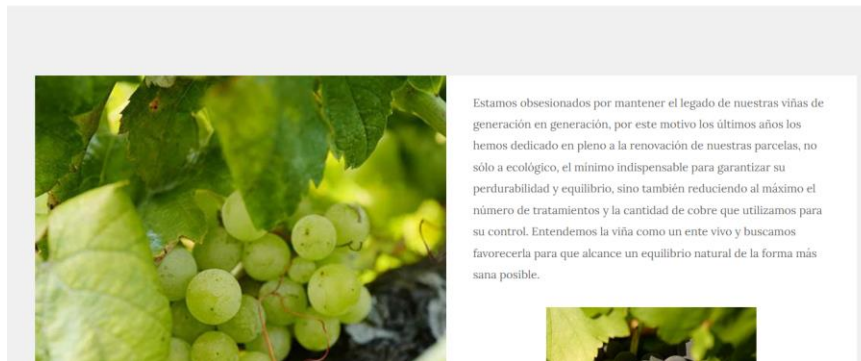 Estamos obsesionados por mantener el legado de nuestras viñas de
generación en generación, por este motivo los últimos años los
hemos dedicado en pleno a la renovación de nuestras parcelas, no
sólo a ecológico, el mínimo indispensable para garantizar su
perdurabilidad y equilibrio, sino también reduciendo al máximo el
número de tratamientos y la cantidad de cobre que utilizamos para
su control. Entendemos la viña como un ente vivo y buscamos
favorecerla para que alcance un equilibrio natural de la forma más
sana posible.